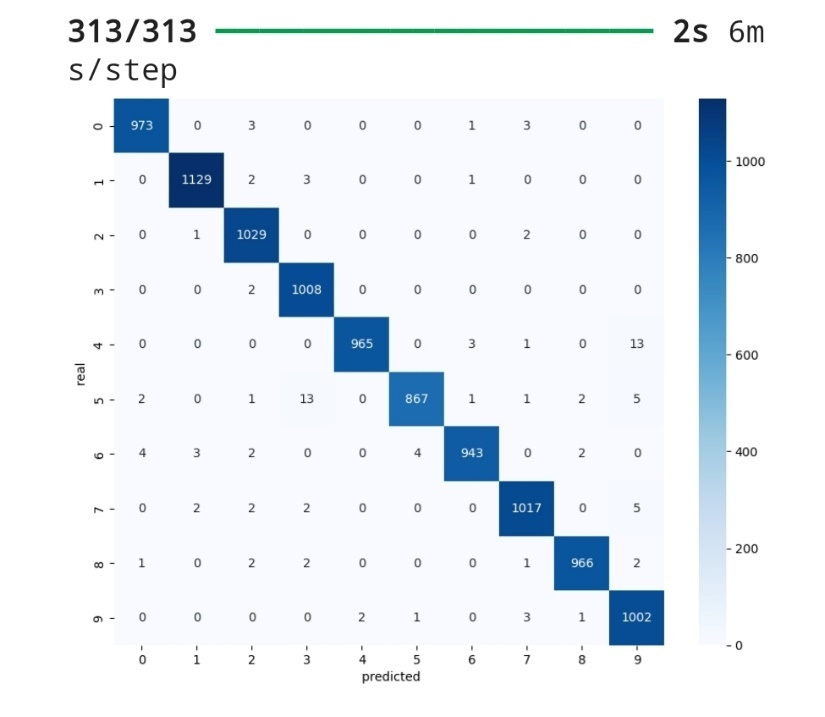 313/313 2s 6m
s/step
0 973 0 3 0 0 0 1 3 0 0
1 0 1129 2 3 0 0 1 0 0 0
2 0 1 1029 0 0 0 0 2 0 0
3 0 0 2 1008 0 0 0 0 0 0
4 0 0 0 0 965 0 3 1 0 13
5 2 0 1 13 0 867 1 1 2 5
6 4 3 2 0 0 4 943 0 2 0
7 0 2 2 2 0 0 0 1017 0 5
8 1 0 2 2 0 0 0 1 966 2
9 0 0 0 0 2 1 0 3 1 1002
0 1 2 3 4 5 6 7 8 9
predicted
real
1000
800
600
400
200
0